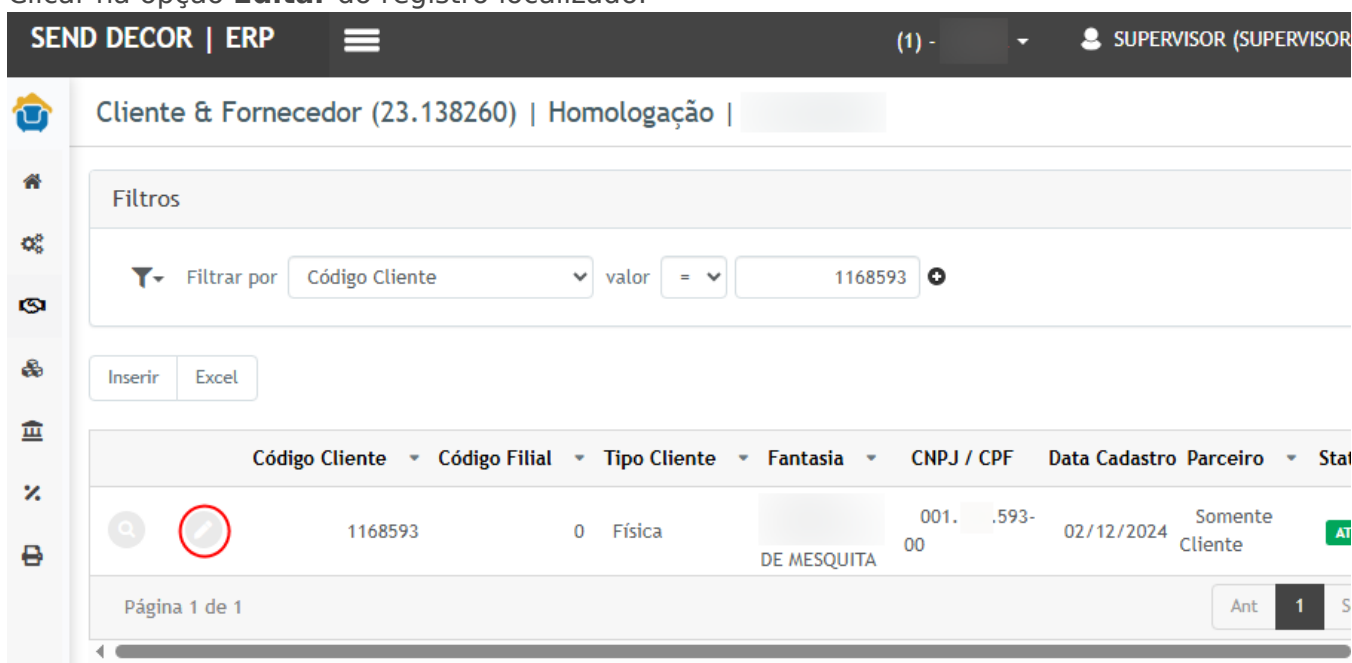 Clicar na opção Editar do registro localizado.
SEND DECOR | ERP (1) - SUPERVISOR (SUPERVISOR
Cliente & Fornecedor (23.138260) | Homologação |
Filtros
Filtrar por Código Cliente valor = 1168593
Inserir Excel
Código Cliente Código Filial Tipo Cliente Fantasia CNPJ / CPF Data Cadastro Parceiro Stat
1168593 0 Física DE MESQUITA 001. .593-00 02/12/2024 Somente Cliente AT
Página 1 de 1 Ant 1 S